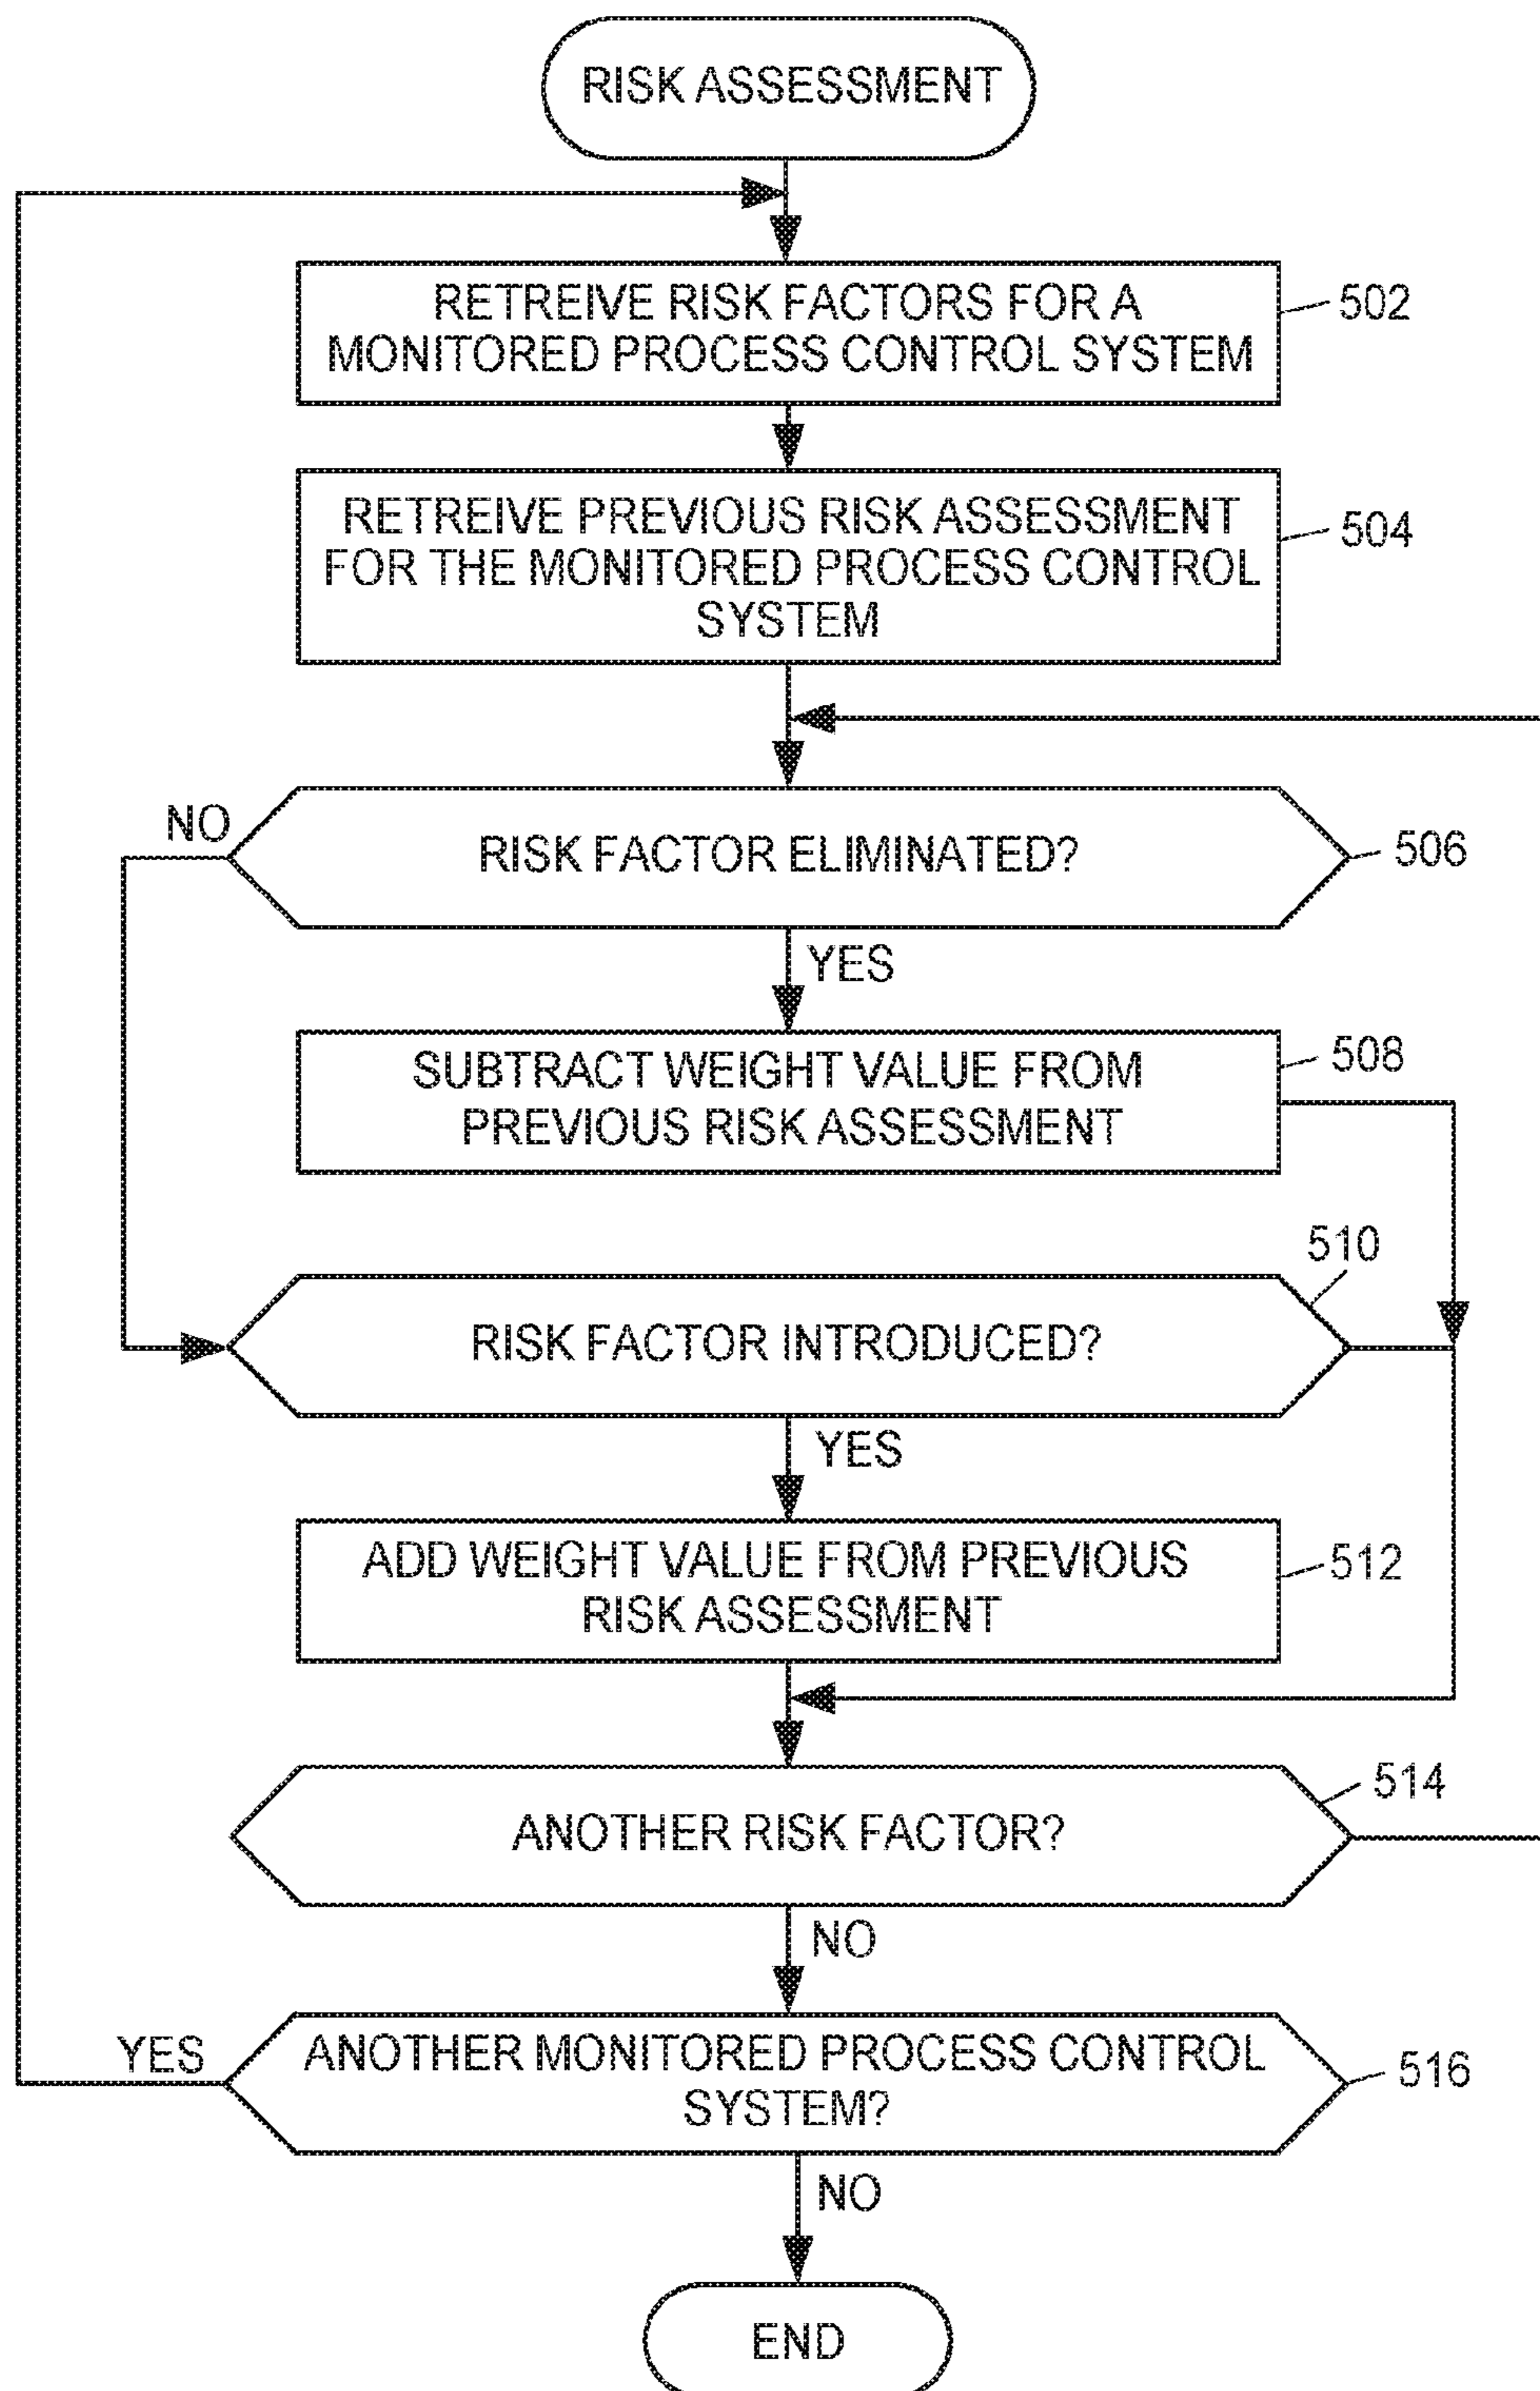 RISK ASSESSMENT
RETREIVE RISK FACTORS FOR A
MONITORED PROCESS CONTROL SYSTEM
502
RETREIVE PREVIOUS RISK ASSESSMENT
FOR THE MONITORED PROCESS CONTROL
SYSTEM
504
NO
RISK FACTOR ELIMINATED?
506
YES
SUBTRACT WEIGHT VALUE FROM
PREVIOUS RISK ASSESSMENT
508
510
RISK FACTOR INTRODUCED?
YES
ADD WEIGHT VALUE FROM PREVIOUS
RISK ASSESSMENT
512
514
ANOTHER RISK FACTOR?
NO
YES
ANOTHER MONITORED PROCESS CONTROL
SYSTEM?
516
NO
END